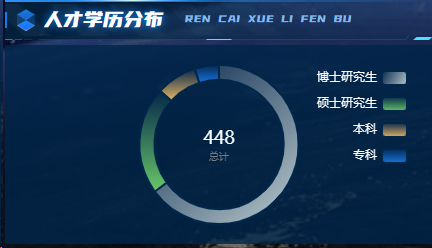 人才学历分布 REN CAI XUE LI FEN BU
博士研究生
硕士研究生
448
本科
总计
专科